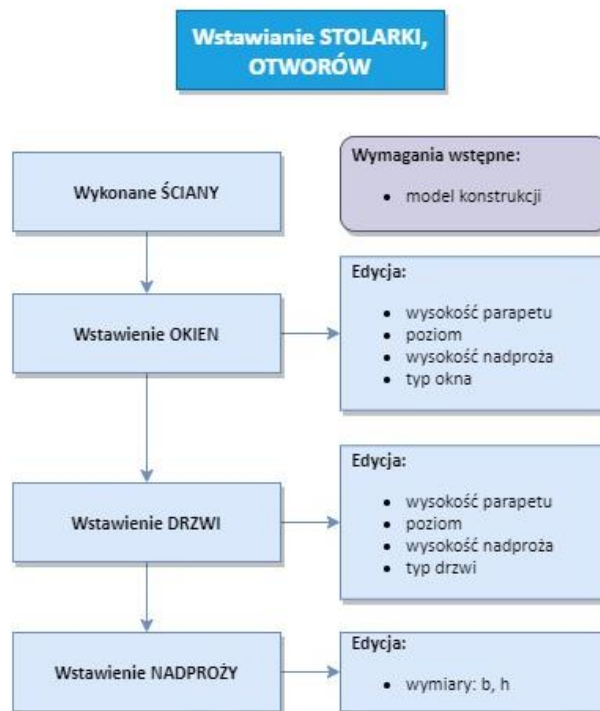 Wstawianie STOLARKI,
OTWORÓW
Wykonane ŚCIANY
Wymagania wstępne:
• model konstrukcji
Wstawienie OKIEN
Edycja:
• wysokość parapetu
• poziom
• wysokość nadproża
• typ okna
Wstawienie DRZWI
Edycja:
• wysokość parapetu
• poziom
• wysokość nadproża
• typ drzwi
Wstawienie NADPROŻY
Edycja:
• wymiary: b, h